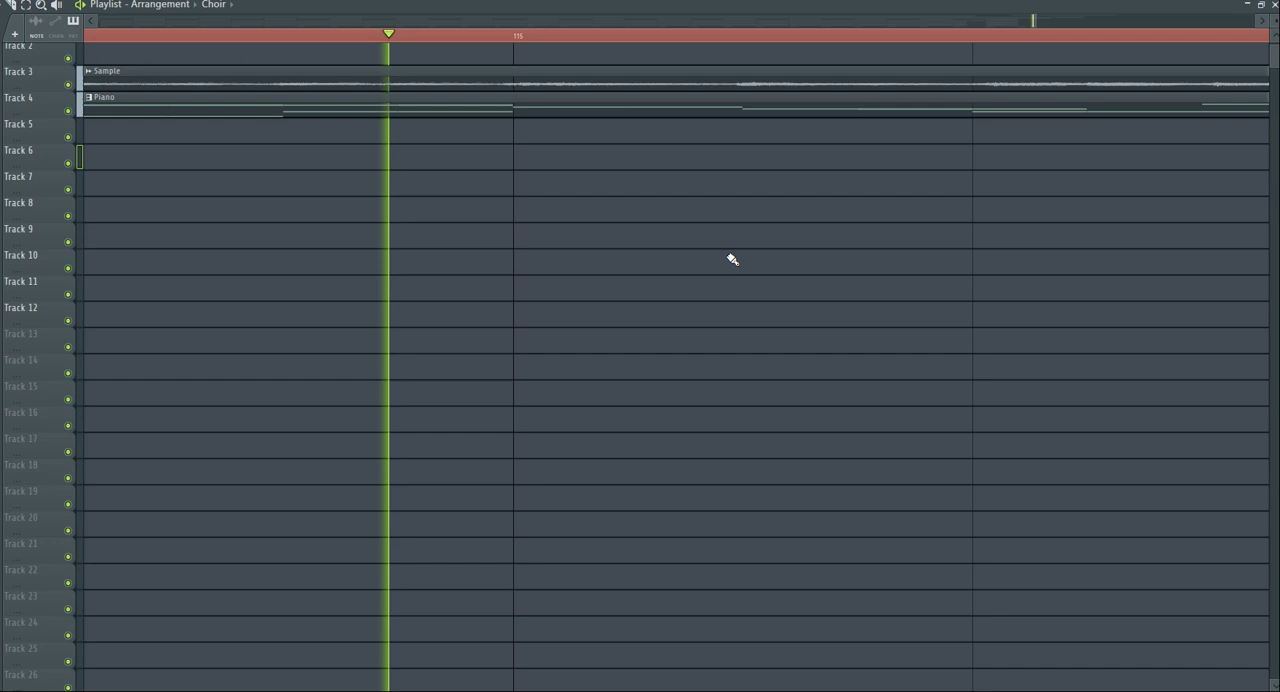 Playlist - Arrangement › Choir ›
NOTE CHAN PAT
115
Track 2
Track 3
Sample
Track 4
Piano
Track 5
Track 6
Track 7
Track 8
Track 9
Track 10
Track 11
Track 12
Track 13
Track 14
Track 15
Track 16
Track 17
Track 18
Track 19
Track 20
Track 21
Track 22
Track 23
Track 24
Track 25
Track 26